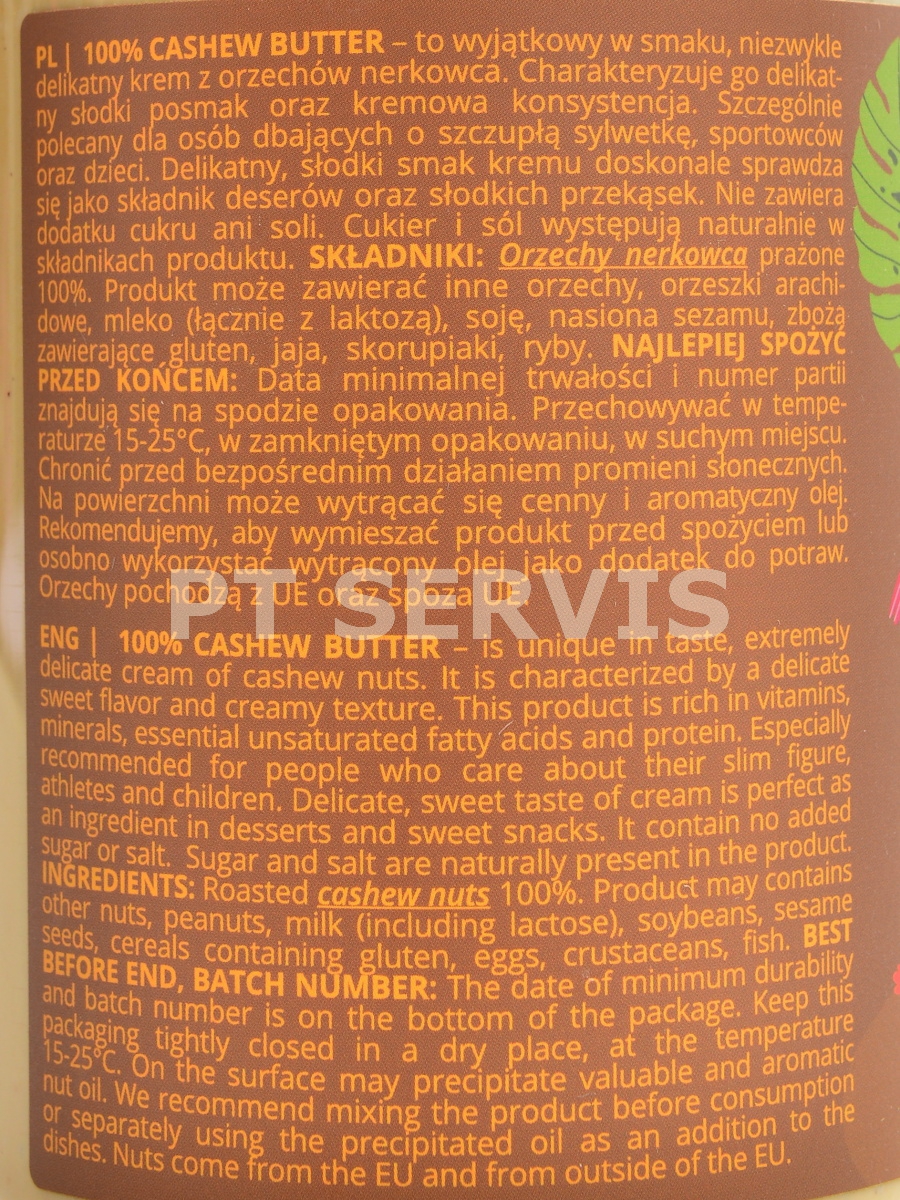 PL | 100% CASHEW BUTTER – to wyjątkowy w smaku, niezwykle
delikatny krem z orzechów nerkowca. Charakteryzuje go delikat-
ny słodki posmak oraz kremowa konsystencja. Szczególnie
polecany dla osób dbających o szczupłą sylwetkę, sportowców
oraz dzieci. Delikatny, słodki smak kremu doskonale sprawdza
się jako składnik deserów oraz słodkich przekąsek. Nie zawiera
dodatku cukru ani soli. Cukier i sól występują naturalnie w
składnikach produktu. SKŁADNIKI: Orzechy nerkowca prażone
100%. Produkt może zawierać inne orzechy, orzeszki arachi-
dowe, mleko (łącznie z laktozą), soję, nasiona sezamu, zboża
zawierające gluten, jaja, skorupiaki, ryby. NAJLEPIEJ SPOŻYĆ
PRZED KOŃCEM: Data minimalnej trwałości i numer partii
znajdują się na spodzie opakowania. Przechowywać w tempe-
raturze 15-25°C, w zamkniętym opakowaniu, w suchym miejscu.
Chronić przed bezpośrednim działaniem promieni słonecznych.
Na powierzchni może wytrącać się cenny i aromatyczny olej.
Rekomendujemy, aby wymieszać produkt przed spożyciem lub
osobno wykorzystać wytrącony olej jako dodatek do potraw.
Orzechy pochodzą z UE oraz spoza UE.
PT SERVIS
ENG | 100% CASHEW BUTTER – is unique in taste, extremely
delicate cream of cashew nuts. It is characterized by a delicate
sweet flavor and creamy texture. This product is rich in vitamins,
minerals, essential unsaturated fatty acids and protein. Especially
recommended for people who care about their slim figure,
athletes and children. Delicate, sweet taste of cream is perfect as
an ingredient in desserts and sweet snacks. It contain no added
sugar or salt. Sugar and salt are naturally present in the product.
INGREDIENTS: Roasted cashew nuts 100%. Product may contains
other nuts, peanuts, milk (including lactose), soybeans, sesame
seeds, cereals containing gluten, eggs, crustaceans, fish. BEST
BEFORE END, BATCH NUMBER: The date of minimum durability
and batch number is on the bottom of the package. Keep this
packaging tightly closed in a dry place, at the temperature
15-25°C. On the surface may precipitate valuable and aromatic
nut oil. We recommend mixing the product before consumption
or separately using the precipitated oil as an addition to the
dishes. Nuts come from the EU and from outside of the EU.